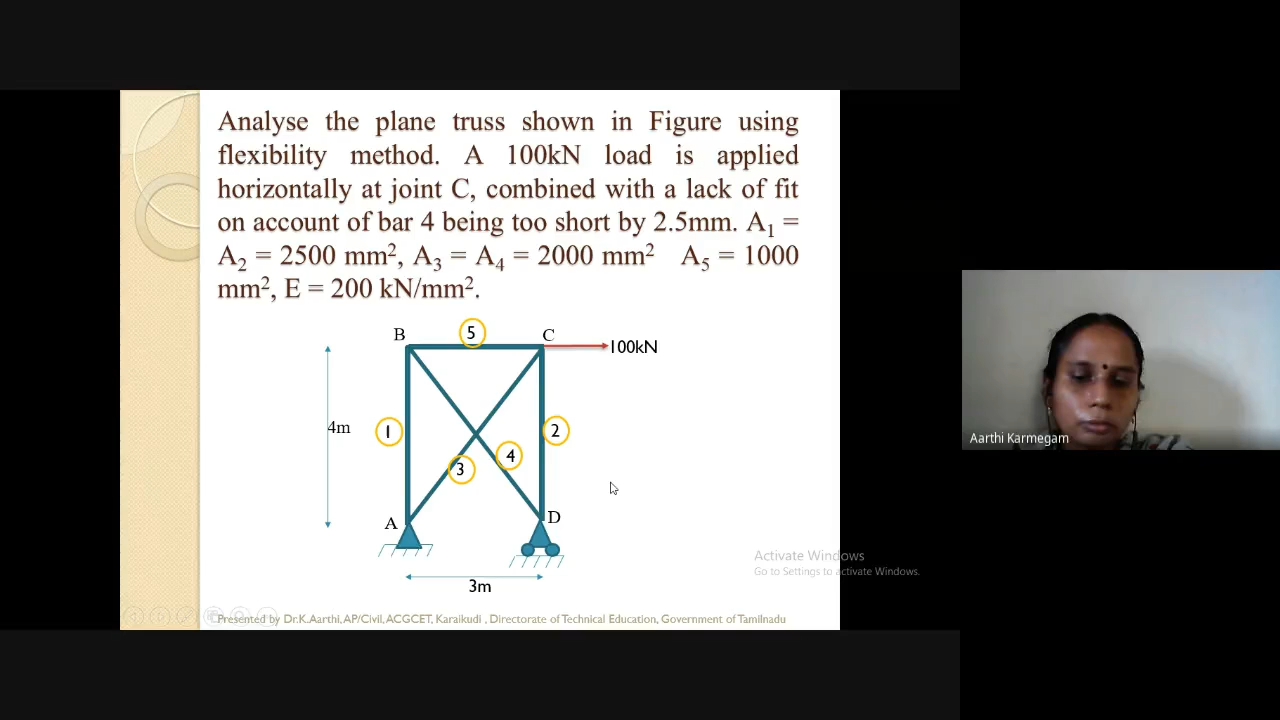 Analyse the plane truss shown in Figure using
flexibility method. A 100kN load is applied
horizontally at joint C, combined with a lack of fit
on account of bar 4 being too short by 2.5mm. A₁ =
A₂ = 2500 mm², A₃ = A₄ = 2000 mm² A₅ = 1000
mm², E = 200 kN/mm².
B
5
C
100kN
4m
1
2
3
4
A
D
3m
Aarthi Karmegam
Activate Windows
Go to Settings to activate Windows.
Presented by Dr.K.Aarthi, AP/Civil, ACGCET, Karaikudi , Directorate of Technical Education, Government of Tamilnadu